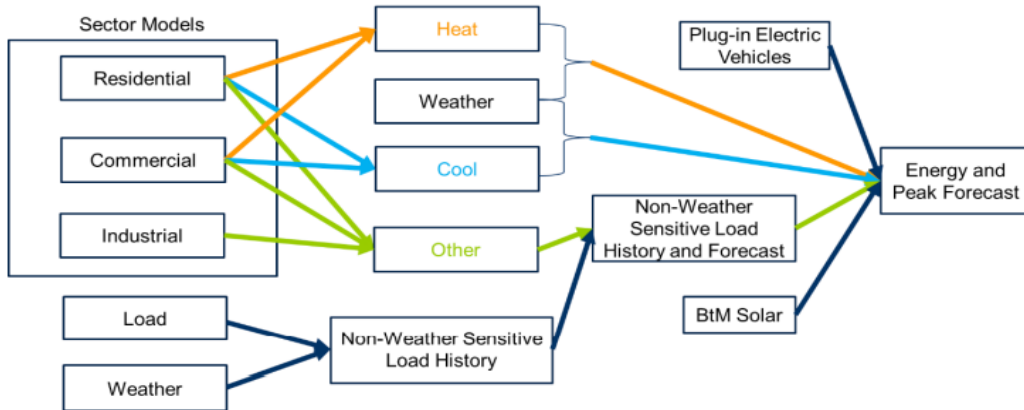 Sector Models
Residential
Commercial
Industrial
Heat
Weather
Cool
Other
Plug-in Electric
Vehicles
Energy and
Peak Forecast
Non-Weather
Sensitive Load
History and Forecast
BtM Solar
Load
Weather
Non-Weather Sensitive
Load History